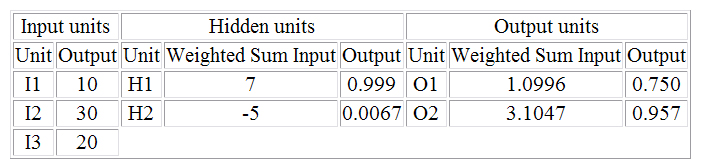 Input units Hidden units Output units
Unit Output Unit Weighted Sum Input Output Unit Weighted Sum Input Output
I1 10 H1 7 0.999 O1 1.0996 0.750
I2 30 H2 -5 0.0067 O2 3.1047 0.957
I3 20